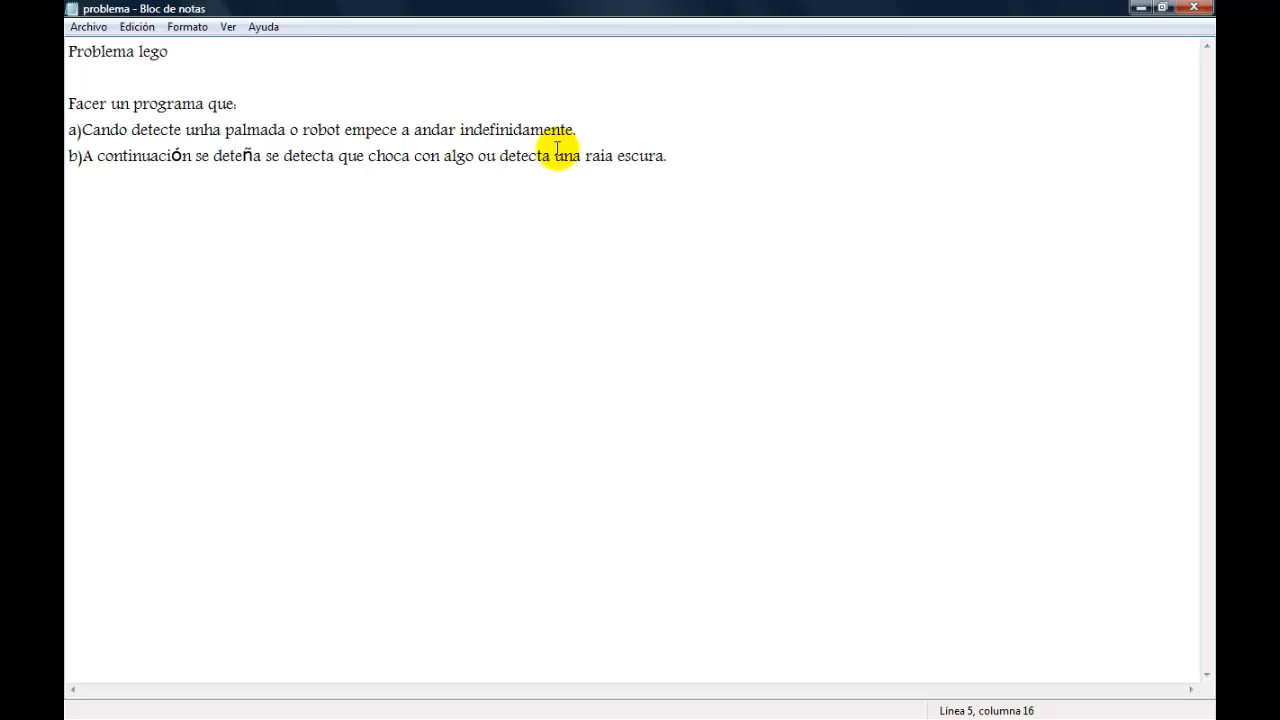 problema - Bloc de notas
Archivo Edición Formato Ver Ayuda
Problema lego
Facer un programa que:
a)Cando detecte unha palmada o robot empece a andar indefinidamente.
b)A continuación se deteña se detecta que choca con algo ou detecta una raia escura.
Línea 5, columna 16